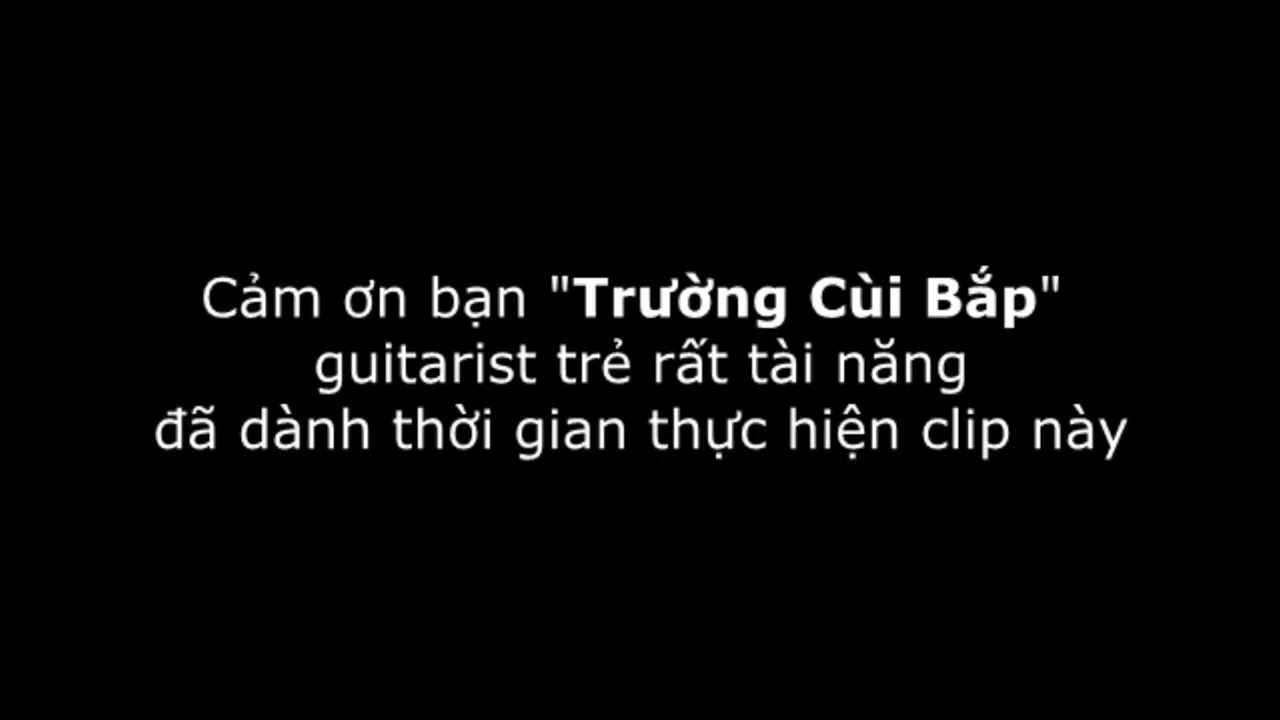 Cảm ơn bạn "Trường Cùi Bắp"
guitarist trẻ rất tài năng
đã dành thời gian thực hiện clip này